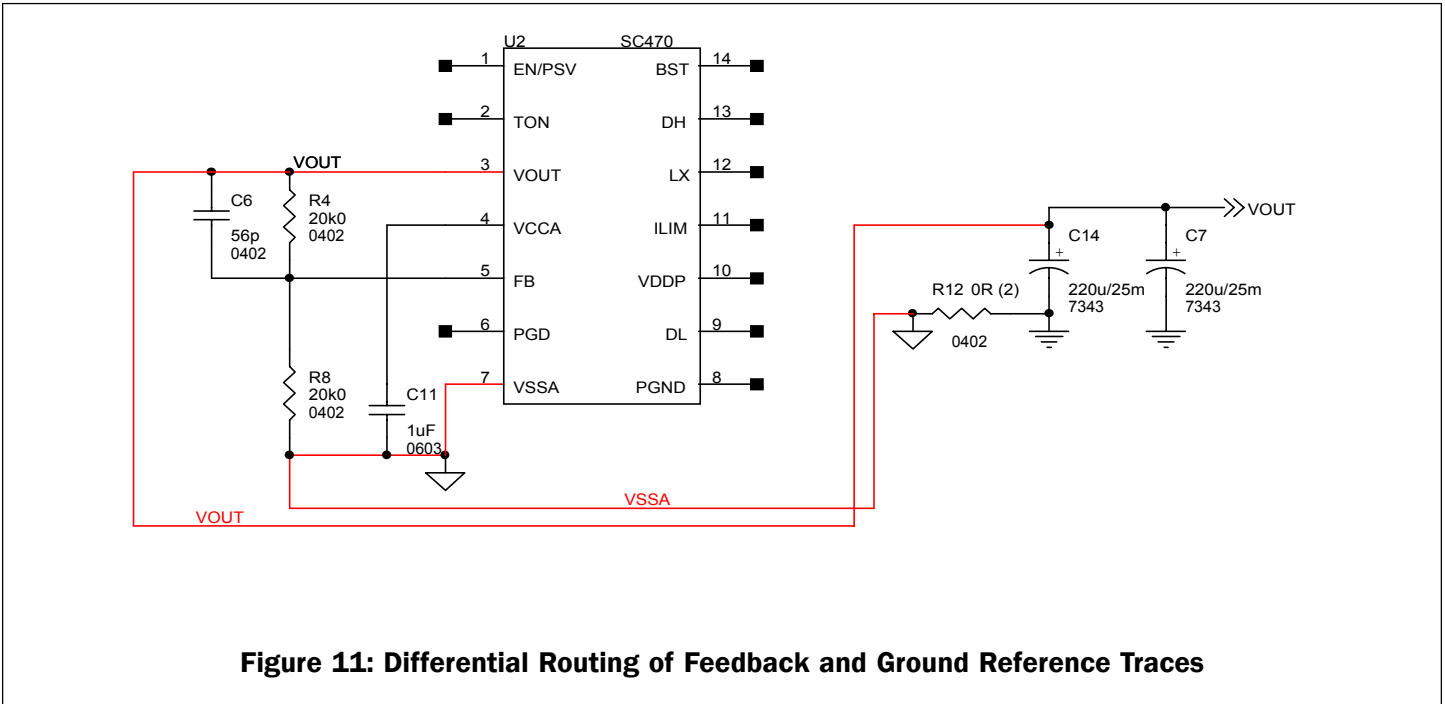 U2 SC470
1 EN/PSV BST 14
2 TON DH 13
VOUT 3 VOUT LX 12
C6 R4
20k0
56p 0402
0402
4 VCCA ILIM 11
5 FB VDDP 10
6 PGD DL 9
7 VSSA PGND 8
R8
20k0
0402
C11
1uF
0603
VOUT
C14 C7
+ +
220u/25m 220u/25m
7343 7343
R12 0R (2)
0402
VSSA
VOUT
Figure 11: Differential Routing of Feedback and Ground Reference Traces